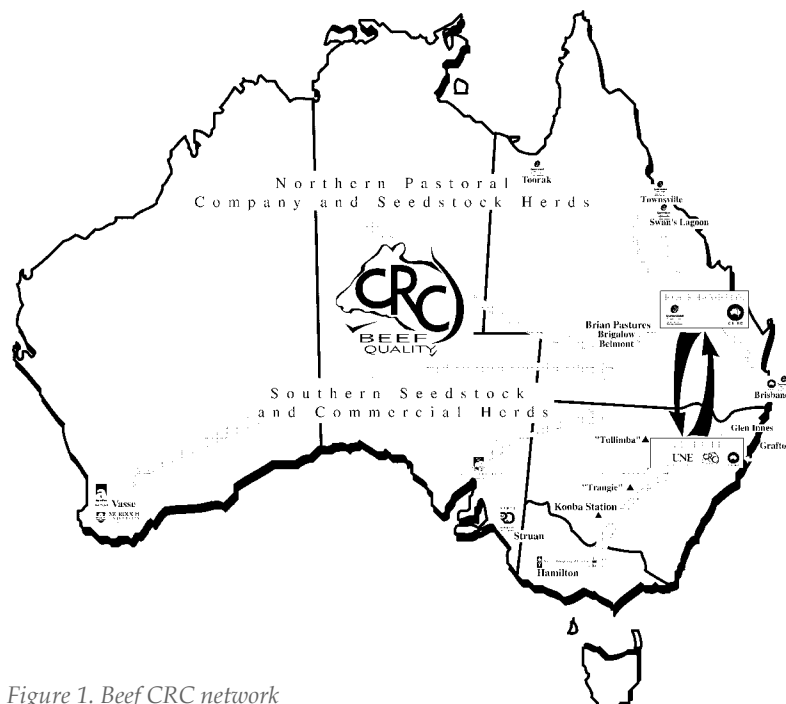 Toorak
Northern Pastoral
Company and Seedstock Herds
Townsville
Swan's Lagoon
CRC
BEEF
QUALITY
Brian Pastures
Brigalow
Belmont
Brisbane
Southern Seedstock
and Commercial Herds
Glen Innes
"Tullimba"
Grafto
UNE
CRC
"Trangie"
Vasse
Kooba Station
Struan
Hamilton
Figure 1. Beef CRC network